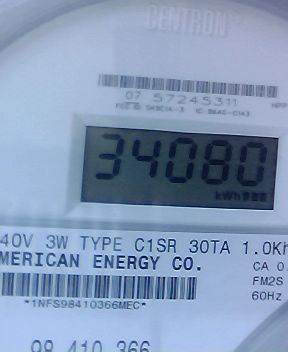 CENTRON
07 57245311
34080
kWh
40V 3W TYPE C1SR 30TA 1.0Kh
MERICAN ENERGY CO.
CA 0.
FM2S
60Hz
*1NFS98410366MEC*
98 410 366